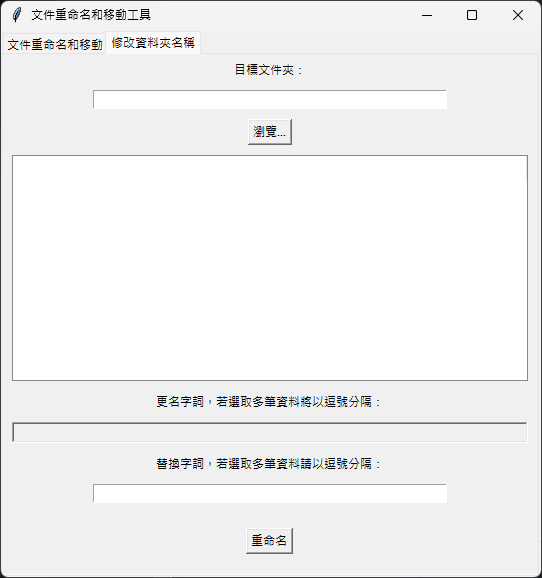 文件重命名和移動工具
文件重命名和移動 修改資料夾名稱
目標文件夾：
瀏覽...
更名字詞，若選取多筆資料將以逗號分隔：
替換字詞，若選取多筆資料請以逗號分隔：
重命名